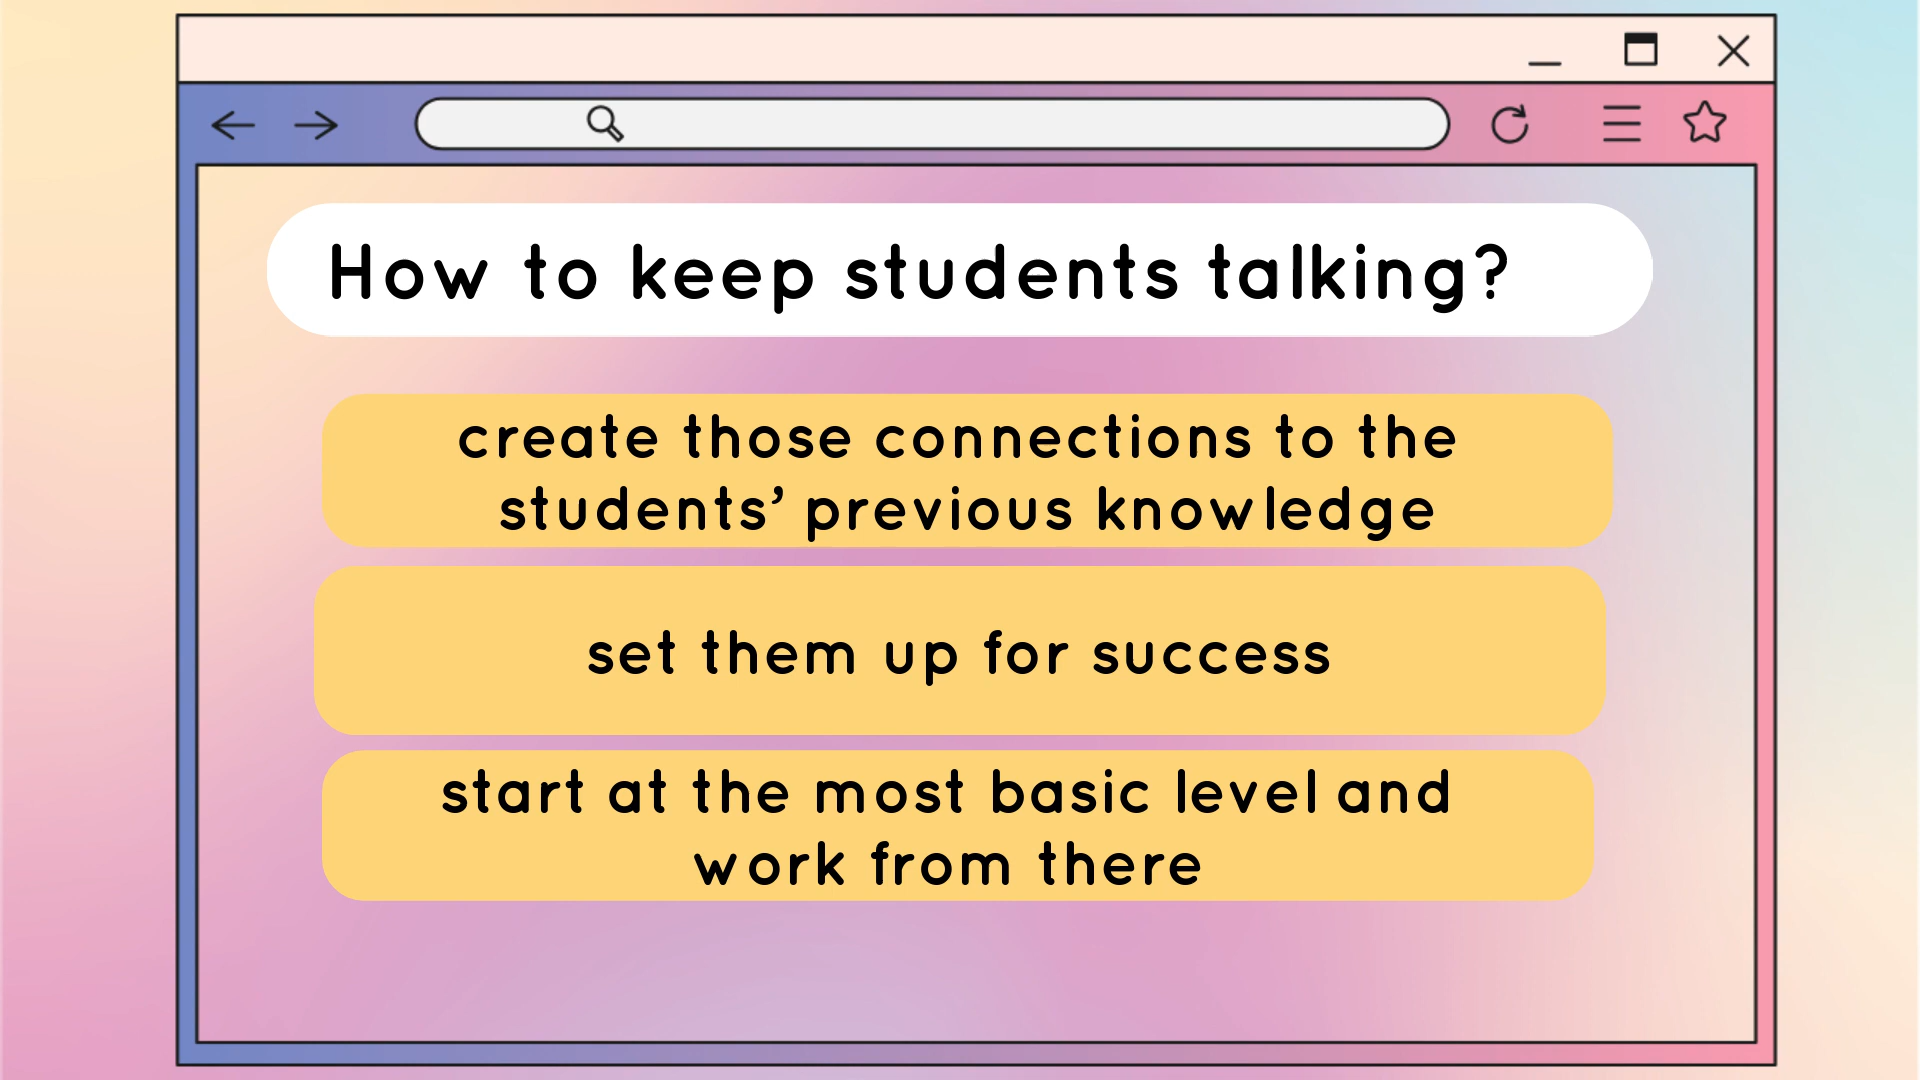 How to keep students talking?
create those connections to the
students’ previous knowledge
set them up for success
start at the most basic level and
work from there